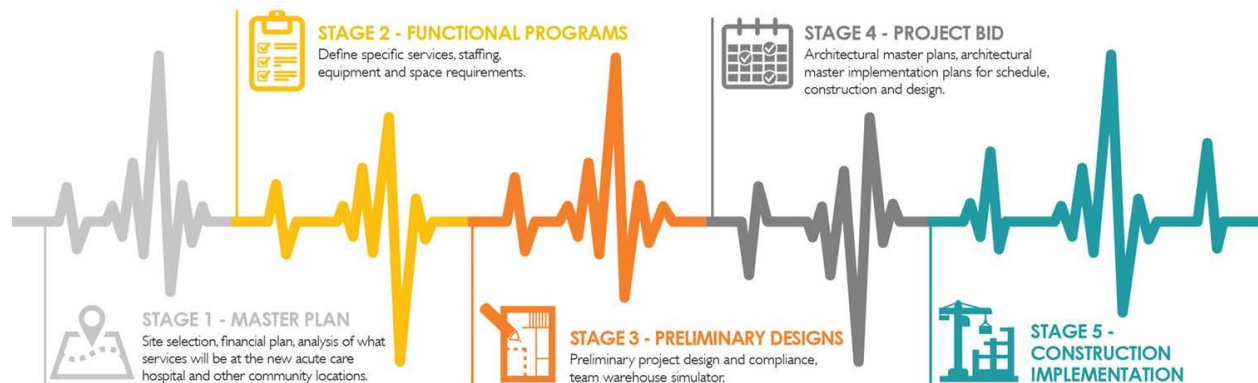 STAGE 1 - MASTER PLAN
Site selection, financial plan, analysis of what
services will be at the new acute care
hospital and other community locations.
STAGE 2 - FUNCTIONAL PROGRAMS
Define specific services, staffing,
equipment and space requirements.
STAGE 3 - PRELIMINARY DESIGNS
Preliminary project design and compliance,
team warehouse simulator.
STAGE 4 - PROJECT BID
Architectural master plans, architectural
master implementation plans for schedule,
construction and design.
STAGE 5 -
CONSTRUCTION
IMPLEMENTATION